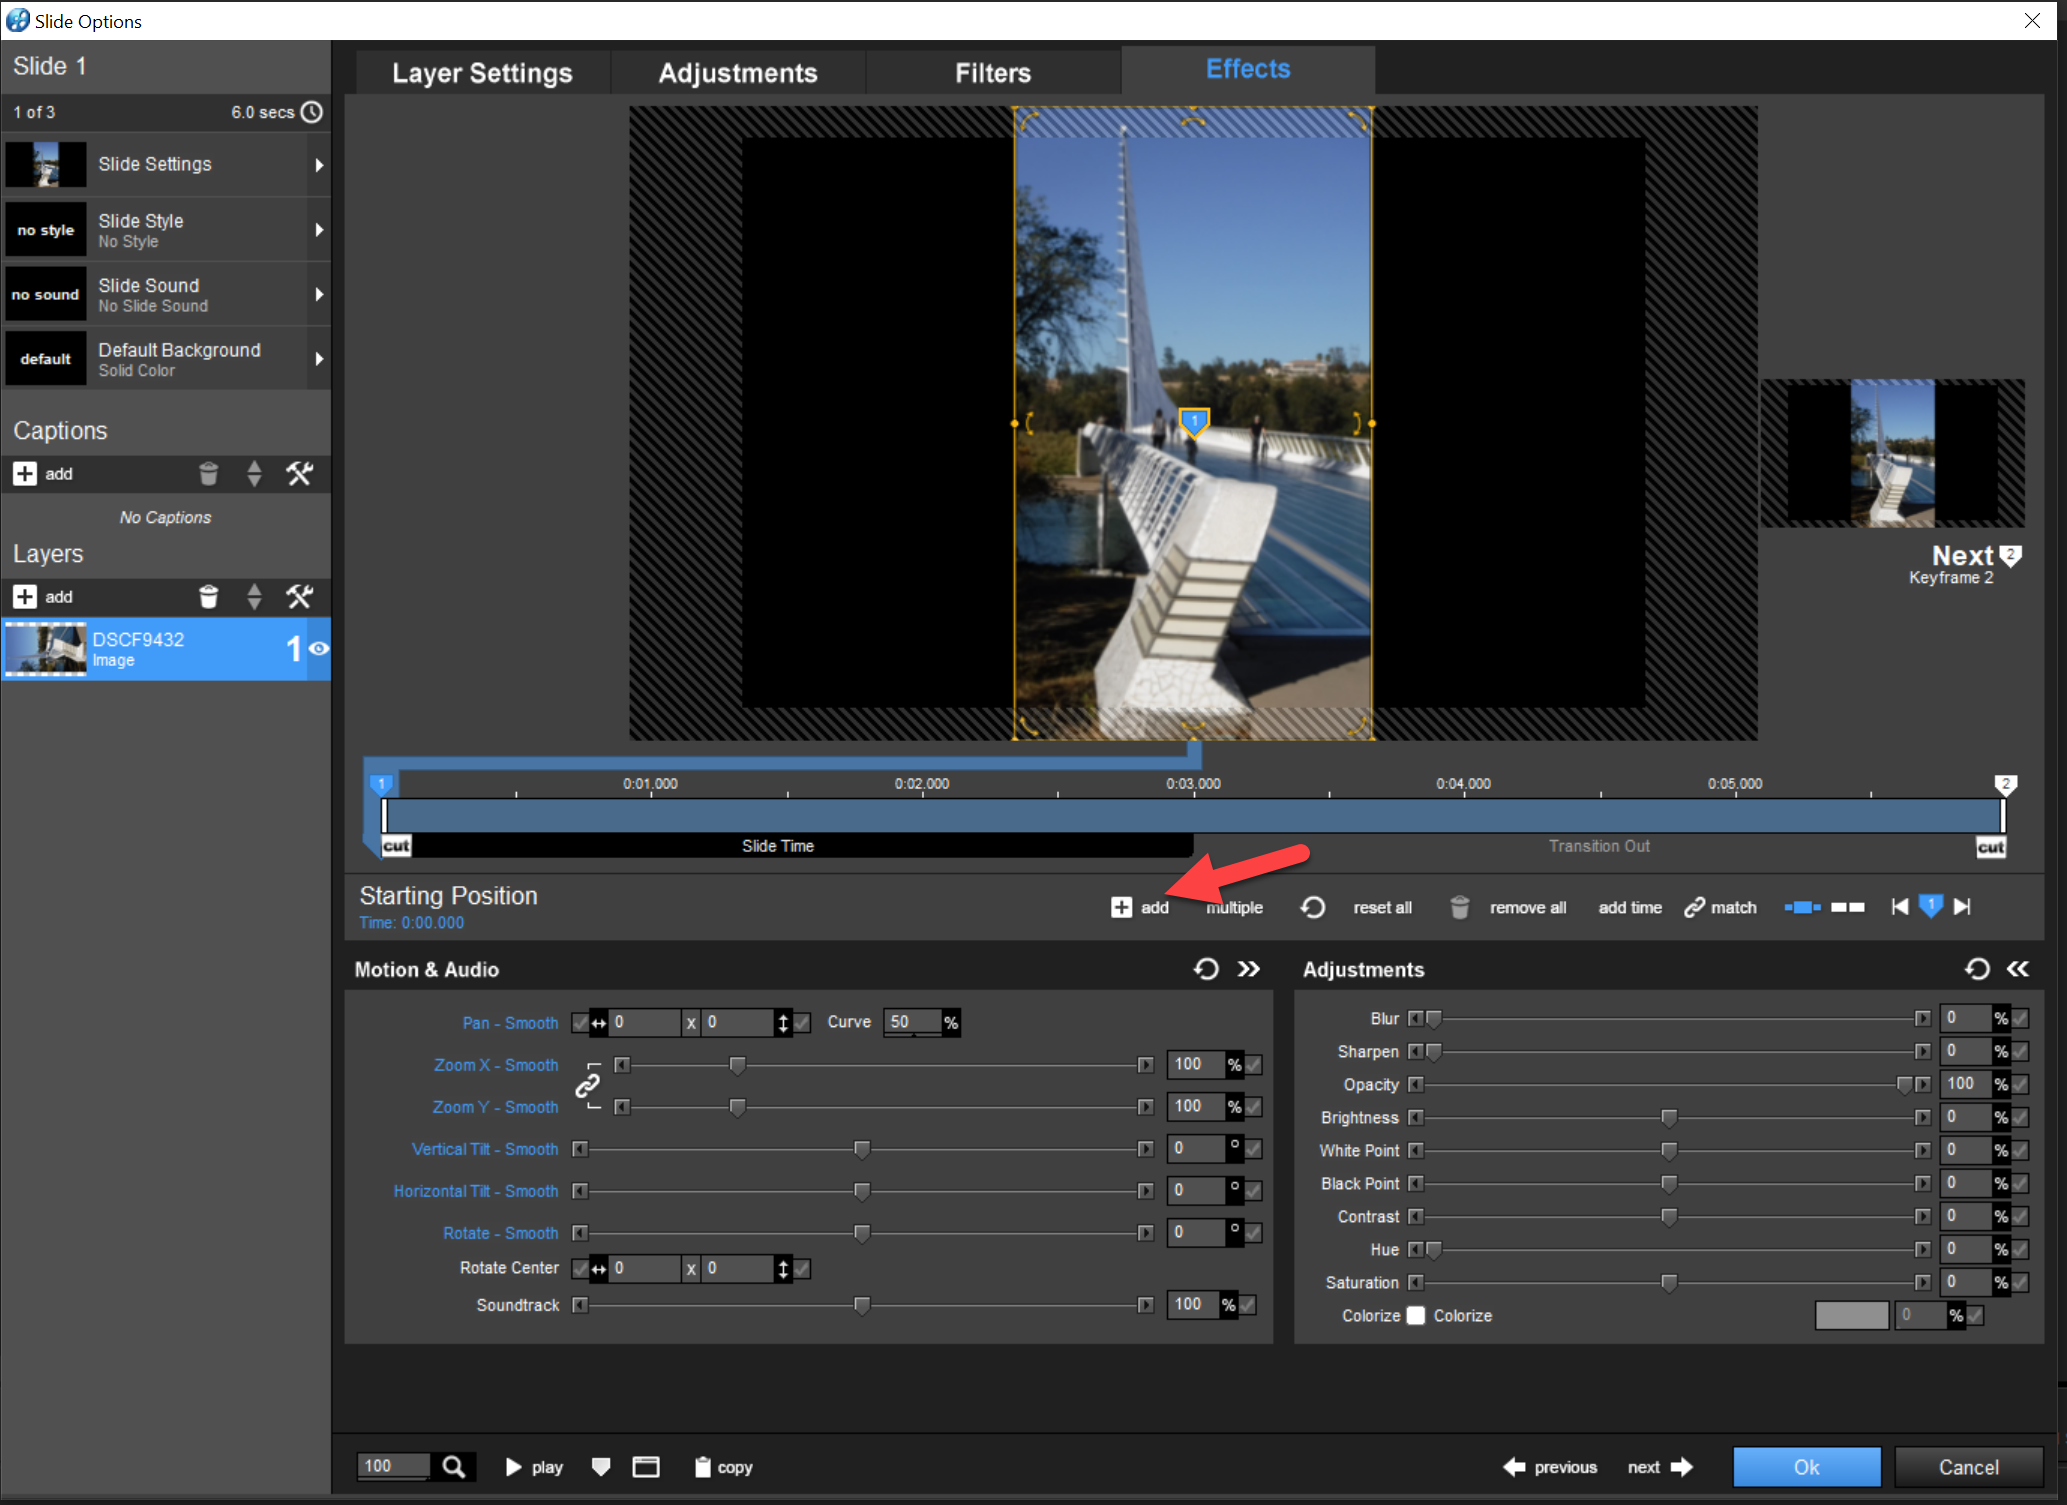 Slide Options
Slide 1
1 of 3
6.0 secs
Slide Settings
no style
Slide Style
No Style
no sound
Slide Sound
No Slide Sound
default
Default Background
Solid Color
Captions
add
No Captions
Layers
add
DSCF9432
Image
1
Layer Settings
Adjustments
Filters
Effects
1
Next 2
Keyframe 2
1
0:01.000
0:02.000
0:03.000
0:04.000
0:05.000
2
cut
Slide Time
Transition Out
cut
Starting Position
Time: 0:00.000
add
multiple
reset all
remove all
add time
match
1
Motion & Audio
Pan - Smooth 0 x 0 Curve 50 %
Zoom X - Smooth 100 %
Zoom Y - Smooth 100 %
Vertical Tilt - Smooth 0 °
Horizontal Tilt - Smooth 0 °
Rotate - Smooth 0 °
Rotate Center 0 x 0
Soundtrack 100 %
Adjustments
Blur 0 %
Sharpen 0 %
Opacity 100 %
Brightness 0 %
White Point 0 %
Black Point 0 %
Contrast 0 %
Hue 0 %
Saturation 0 %
Colorize Colorize 0 %
100
play
copy
previous
next
Ok
Cancel